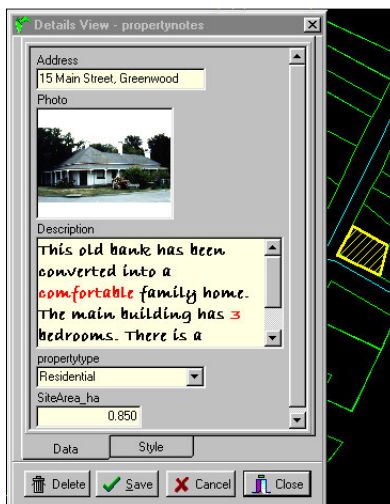 Details View - propertynotes
Address
15 Main Street, Greenwood
Photo
Description
This old bank has been
converted into a
comfortable family home.
The main building has 3
bedrooms. There is a
propertytype
Residential
SiteArea_ha
0.850
Data Style
Delete Save Cancel Close